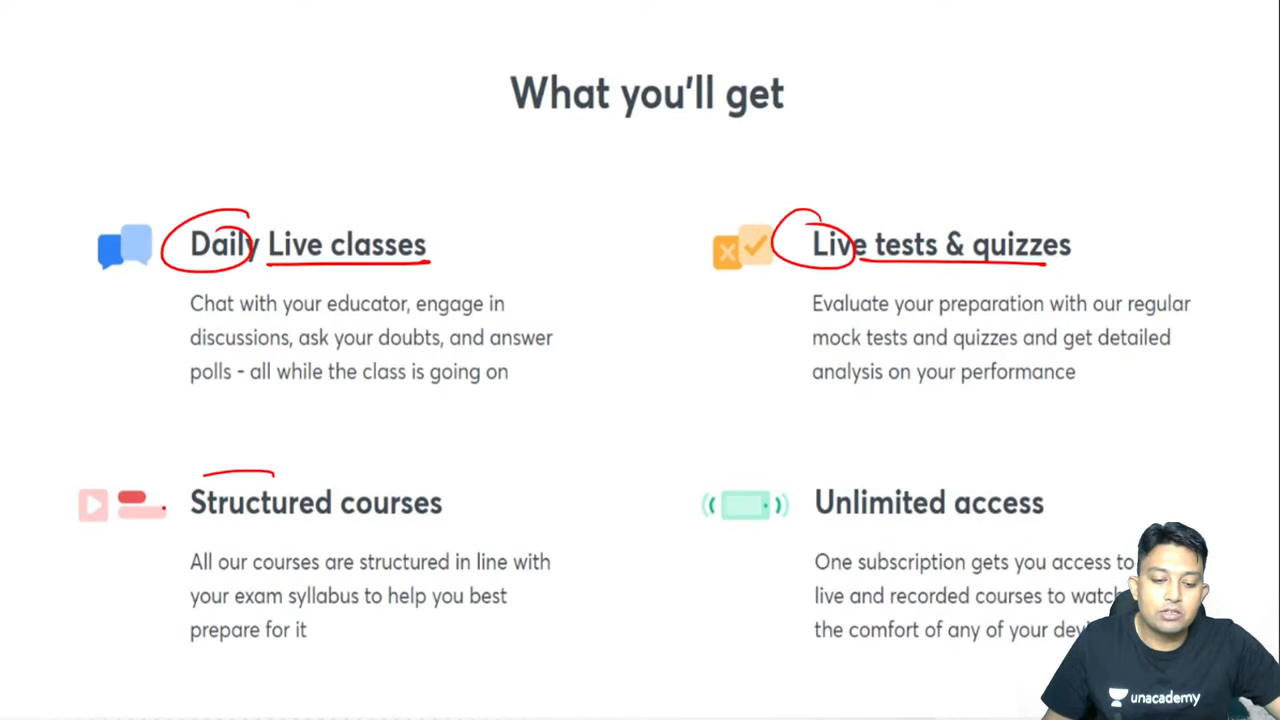 What you'll get
Daily Live classes
Chat with your educator, engage in
discussions, ask your doubts, and answer
polls - all while the class is going on
Live tests & quizzes
Evaluate your preparation with our regular
mock tests and quizzes and get detailed
analysis on your performance
Structured courses
All our courses are structured in line with
your exam syllabus to help you best
prepare for it
Unlimited access
One subscription gets you access to
live and recorded courses to watch
the comfort of any of your
unacademy